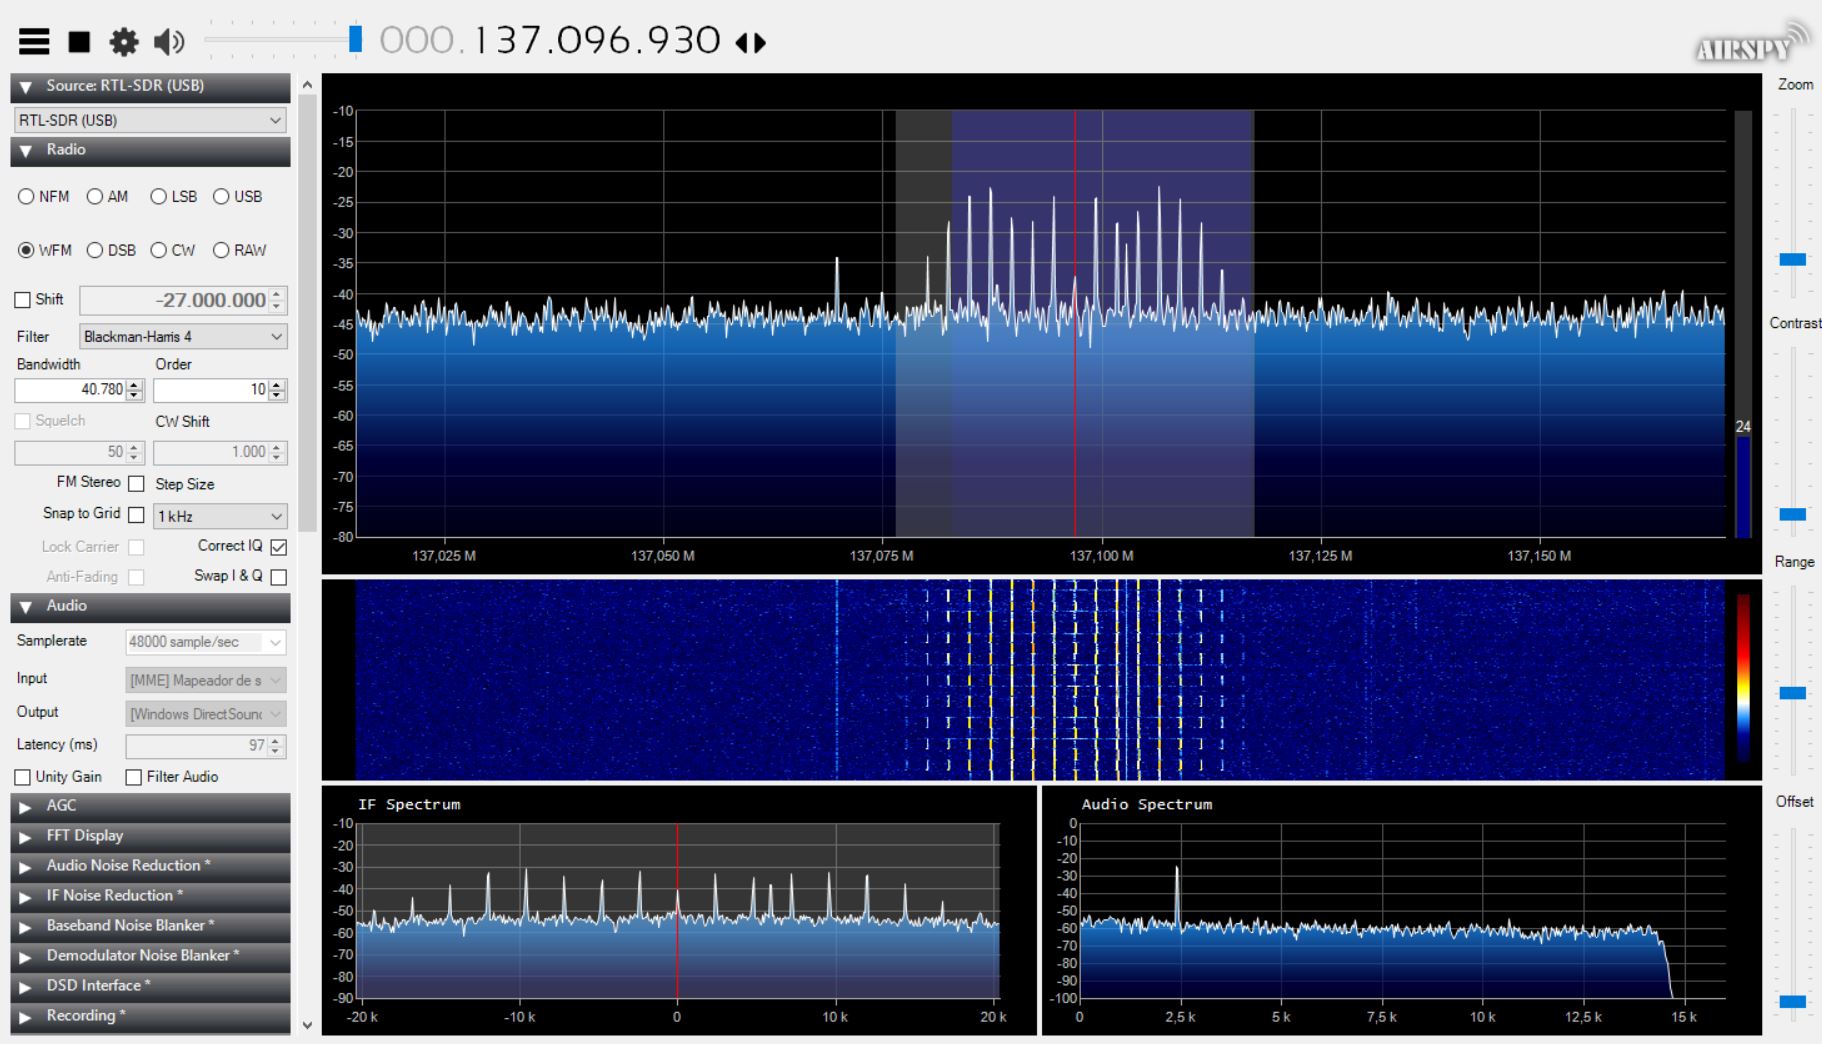 000.137.096.930
AIRSPY
Source: RTL-SDR (USB)
RTL-SDR (USB)
Radio
NFM AM LSB USB
WFM DSB CW RAW
Shift -27.000.000
Filter Blackman-Harris 4
Bandwidth Order
40.780 10
Squelch CW Shift
50 1.000
FM Stereo Step Size
Snap to Grid 1 kHz
Lock Carrier Correct IQ
Anti-Fading Swap I & Q
Audio
Samplerate 48000 sample/sec
Input [MME] Mapeador de s
Output [Windows DirectSound
Latency (ms) 97
Unity Gain Filter Audio
AGC
FFT Display
Audio Noise Reduction *
IF Noise Reduction *
Baseband Noise Blanker *
Demodulator Noise Blanker *
DSD Interface *
Recording *
-10
-15
-20
-25
-30
-35
-40
-45
-50
-55
-60
-65
-70
-75
-80
137,025 M 137,050 M 137,075 M 137,100 M 137,125 M 137,150 M
24
IF Spectrum
-10
-20
-30
-40
-50
-60
-70
-80
-90
-20 k -10 k 0 10 k 20 k
Audio Spectrum
0
-10
-20
-30
-40
-50
-60
-70
-80
-90
-100
0 2,5 k 5 k 7,5 k 10 k 12,5 k 15 k
Zoom
Contrast
Range
Offset